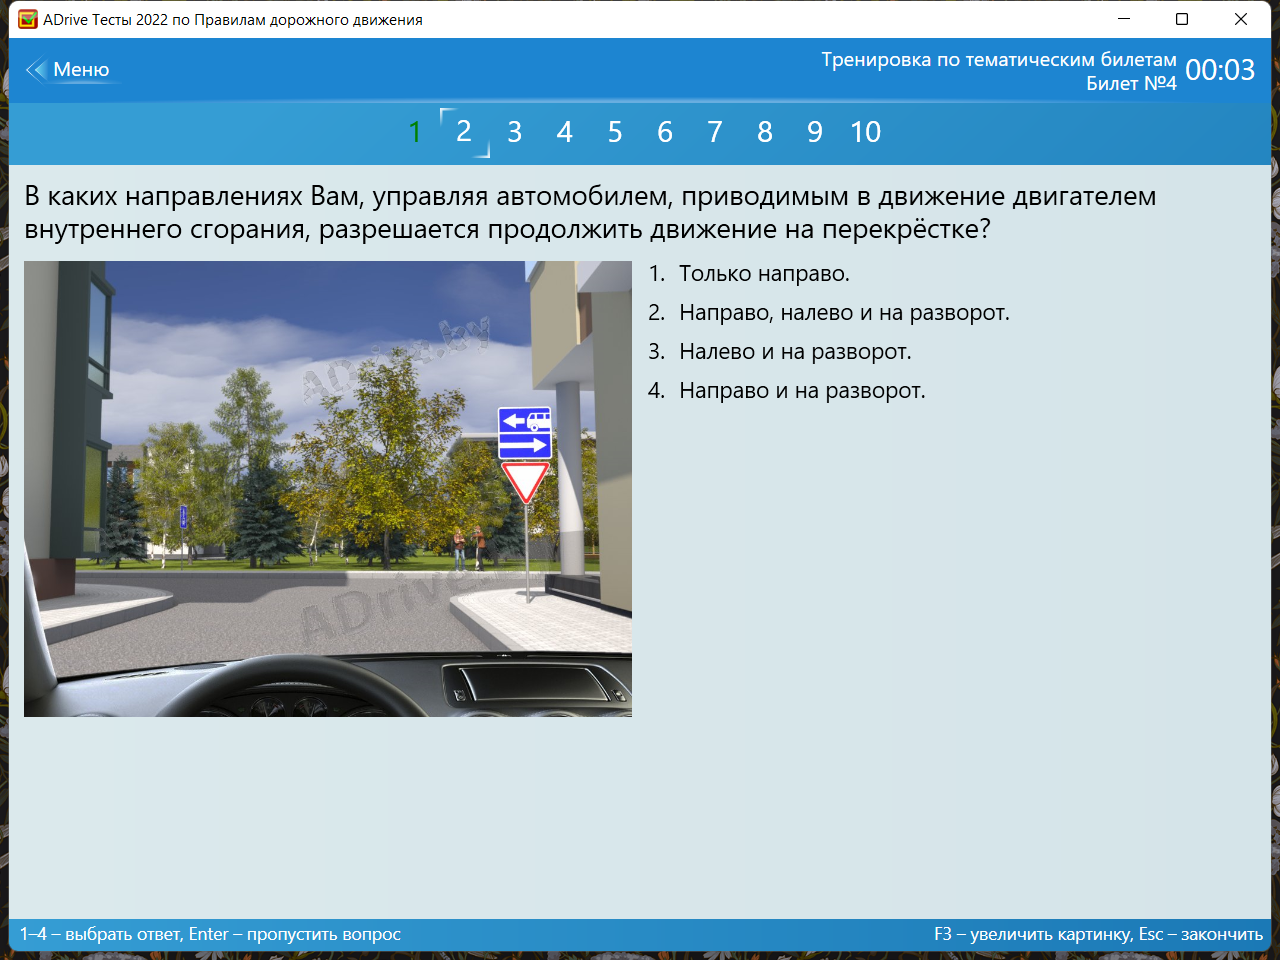 ADrive Тесты 2022 по Правилам дорожного движения
Меню
Тренировка по тематическим билетам
Билет №4
00:03
1 2 3 4 5 6 7 8 9 10
В каких направлениях Вам, управляя автомобилем, приводимым в движение двигателем
внутреннего сгорания, разрешается продолжить движение на перекрёстке?
ADrive.by
ADrive
1. Только направо.
2. Направо, налево и на разворот.
3. Налево и на разворот.
4. Направо и на разворот.
1–4 – выбрать ответ, Enter – пропустить вопрос
F3 – увеличить картинку, Esc – закончить